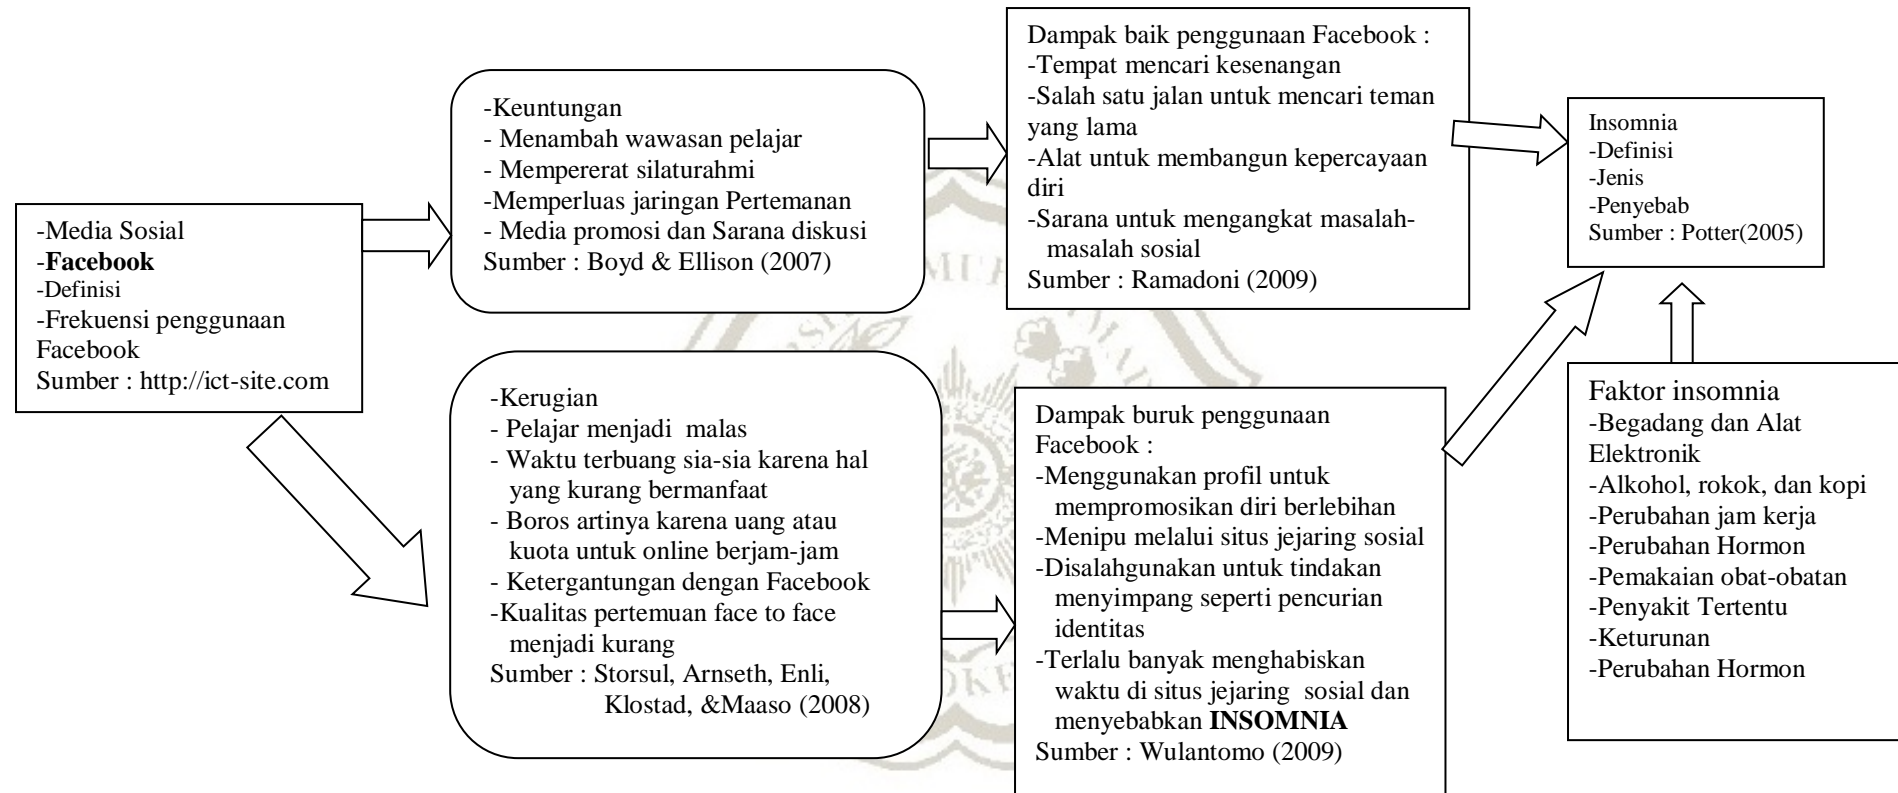 -Media Sosial
-Facebook
-Definisi
-Frekuensi penggunaan
Facebook
Sumber : http://ict-site.com
-Keuntungan
- Menambah wawasan pelajar
- Mempererat silaturahmi
-Memperluas jaringan Pertemanan
- Media promosi dan Sarana diskusi
Sumber : Boyd & Ellison (2007)
-Kerugian
- Pelajar menjadi malas
- Waktu terbuang sia-sia karena hal
yang kurang bermanfaat
- Boros artinya karena uang atau
kuota untuk online berjam-jam
- Ketergantungan dengan Facebook
-Kualitas pertemuan face to face
menjadi kurang
Sumber : Storsul, Arnseth, Enli,
Klostad, &Maaso (2008)
Dampak baik penggunaan Facebook :
-Tempat mencari kesenangan
-Salah satu jalan untuk mencari teman
yang lama
-Alat untuk membangun kepercayaan
diri
-Sarana untuk mengangkat masalah-
masalah sosial
Sumber : Ramadoni (2009)
Dampak buruk penggunaan
Facebook :
-Menggunakan profil untuk
mempromosikan diri berlebihan
-Menipu melalui situs jejaring sosial
-Disalahgunakan untuk tindakan
menyimpang seperti pencurian
identitas
-Terlalu banyak menghabiskan
waktu di situs jejaring sosial dan
menyebabkan INSOMNIA
Sumber : Wulantomo (2009)
Insomnia
-Definisi
-Jenis
-Penyebab
Sumber : Potter(2005)
Faktor insomnia
-Begadang dan Alat
Elektronik
-Alkohol, rokok, dan kopi
-Perubahan jam kerja
-Perubahan Hormon
-Pemakaian obat-obatan
-Penyakit Tertentu
-Keturunan
-Perubahan Hormon